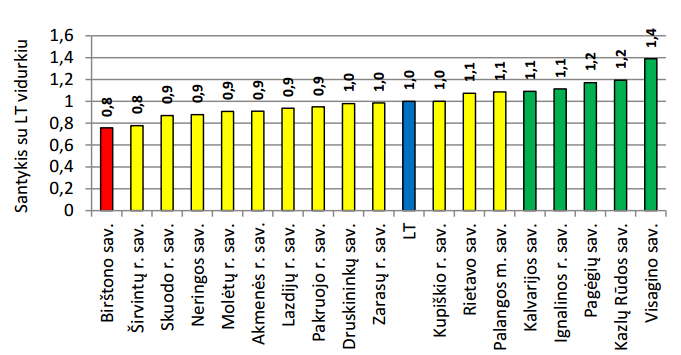 Santykis su LT vidurkiu
1,6
1,4
1,2
1
0,8
0,6
0,4
0,2
0
0,8
0,8
0,9
0,9
0,9
0,9
0,9
0,9
1,0
1,0
1,0
1,0
1,1
1,1
1,1
1,1
1,2
1,2
1,4
Birštono sav.
Širvintų r. sav.
Skuodo r. sav.
Neringos sav.
Molėtų r. sav.
Akmenės r. sav.
Lazdijų r. sav.
Pakruojo r. sav.
Druskininkų sav.
Zarasų r. sav.
LT
Kupiškio r. sav.
Rietavo sav.
Palangos m. sav.
Kalvarijos sav.
Ignalinos r. sav.
Pagėgių sav.
Kazlų Rūdos sav.
Visagino sav.